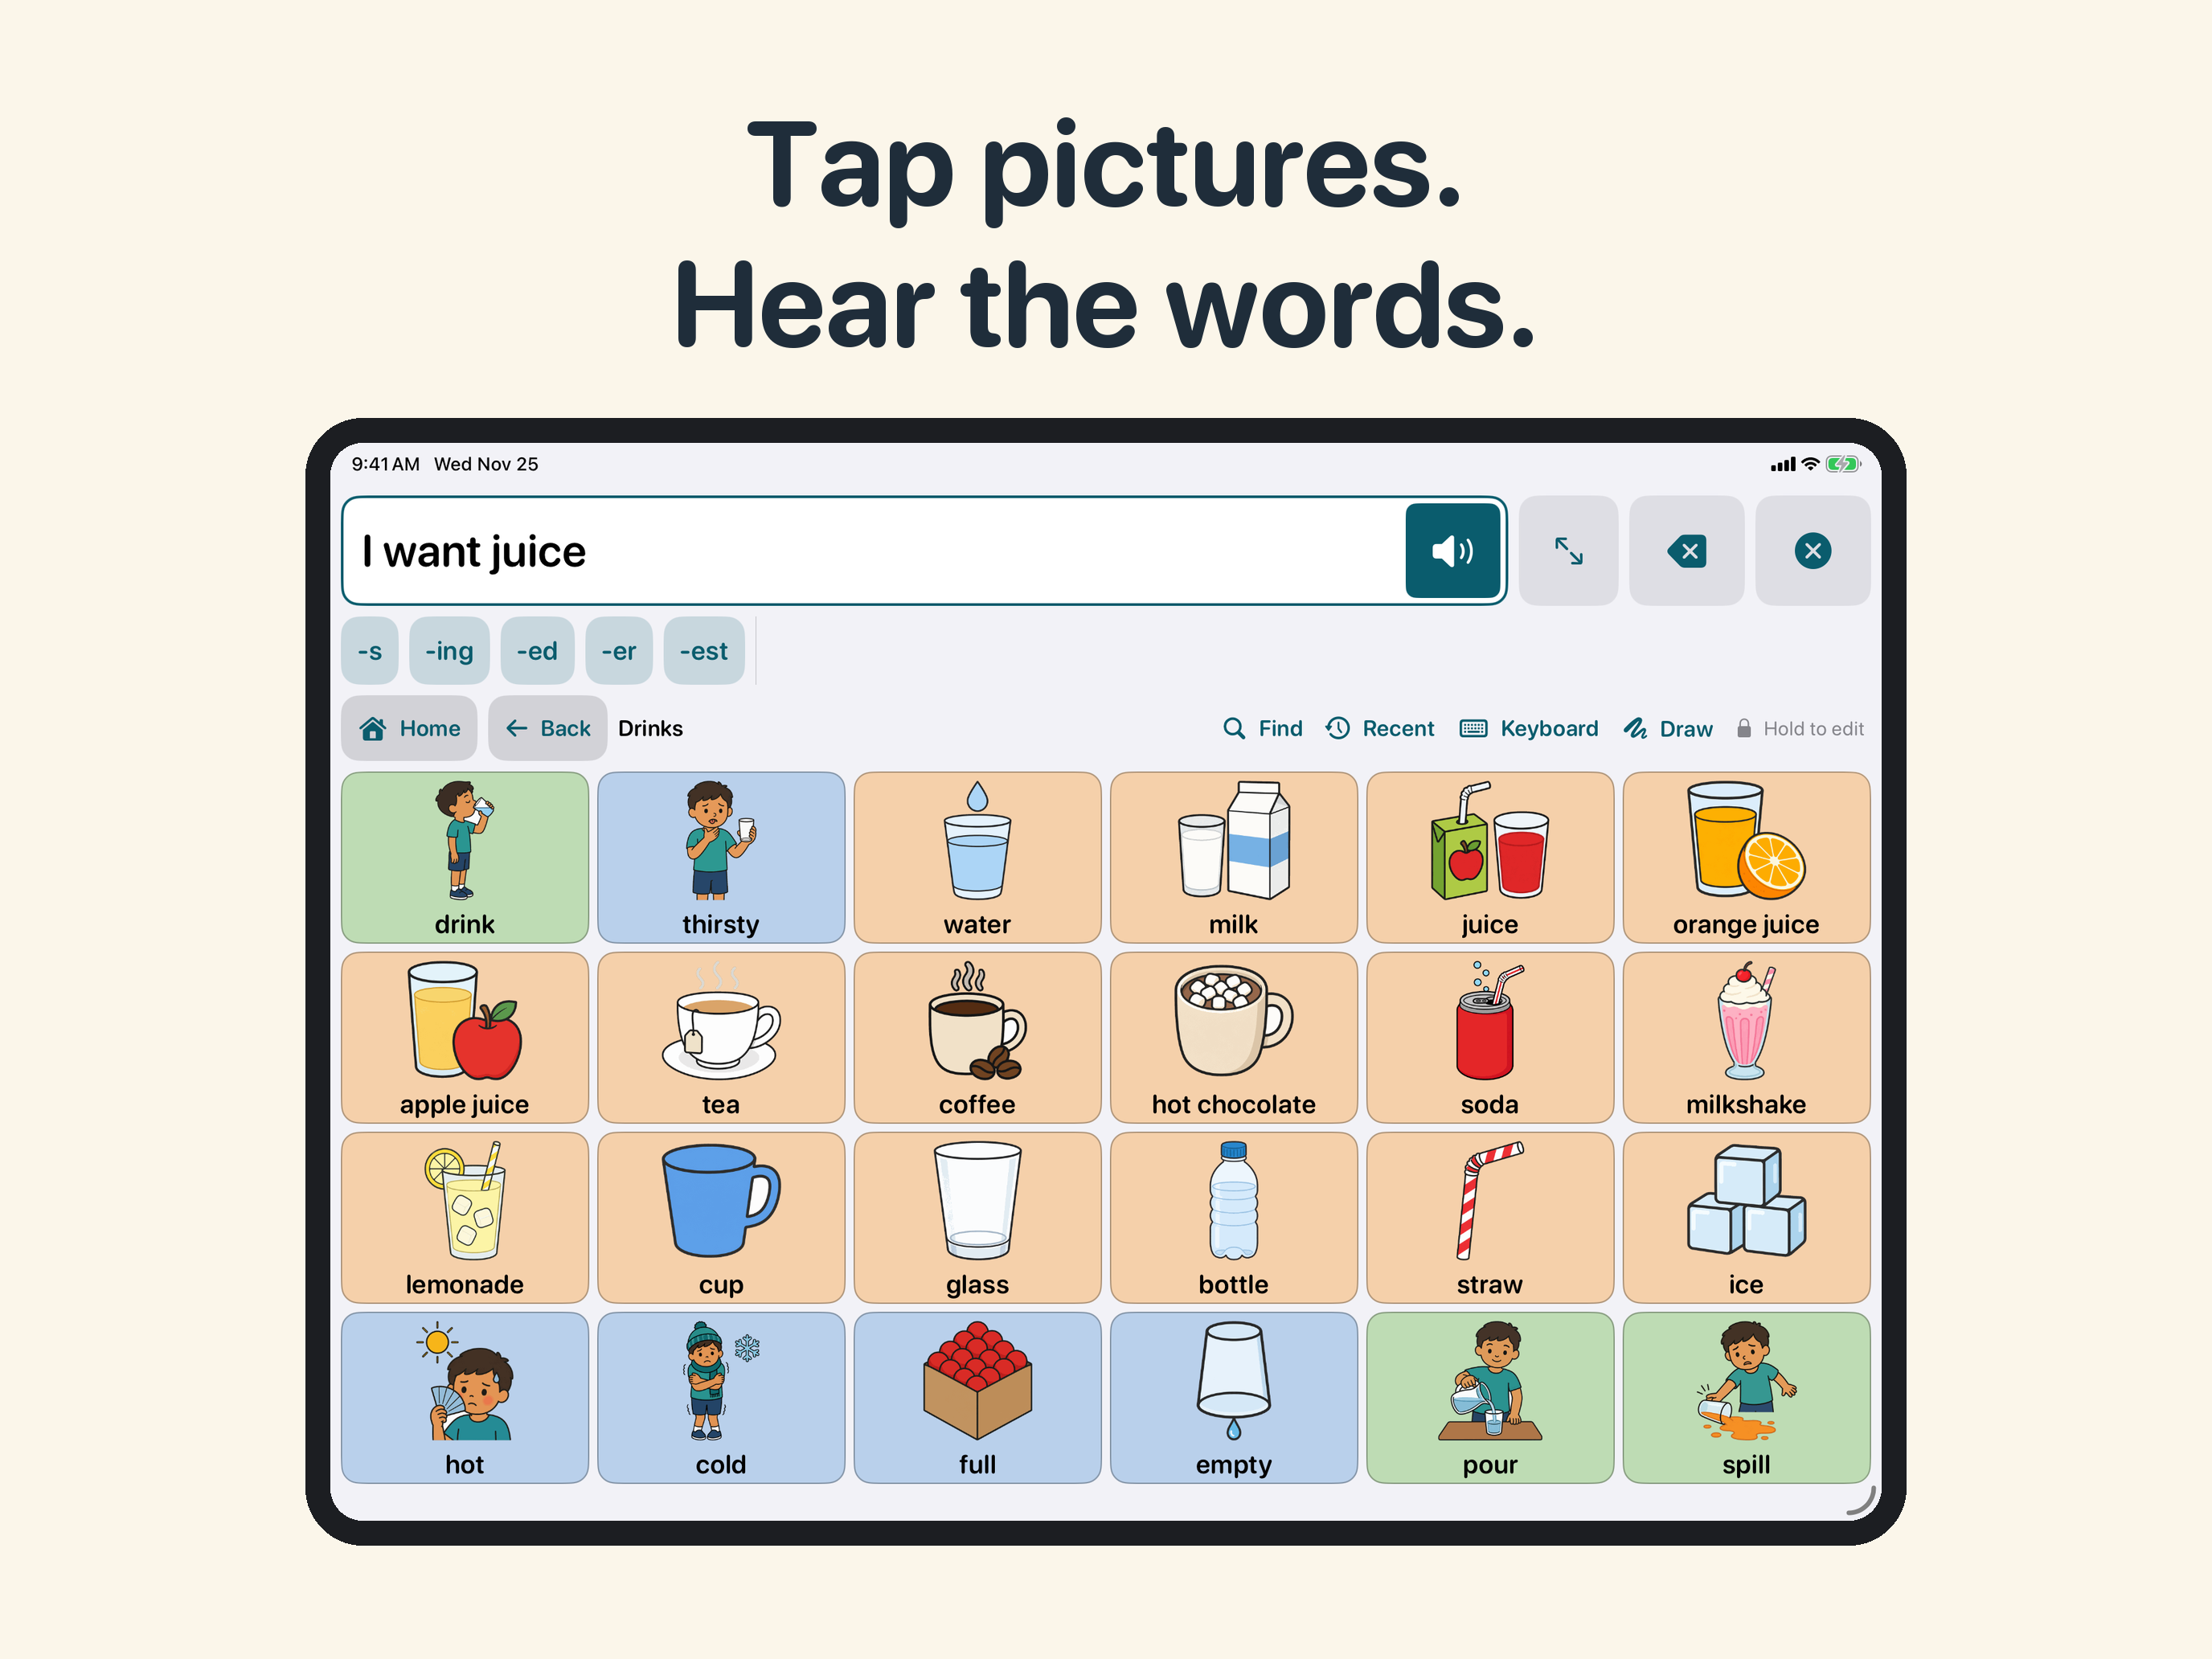 Tap pictures.
Hear the words.
9:41 AM Wed Nov 25
I want juice
-s -ing -ed -er -est
Home Back Drinks Find Recent Keyboard Draw Hold to edit
drink thirsty water milk juice orange juice
apple juice tea coffee hot chocolate soda milkshake
lemonade cup glass bottle straw ice
hot cold full empty pour spill